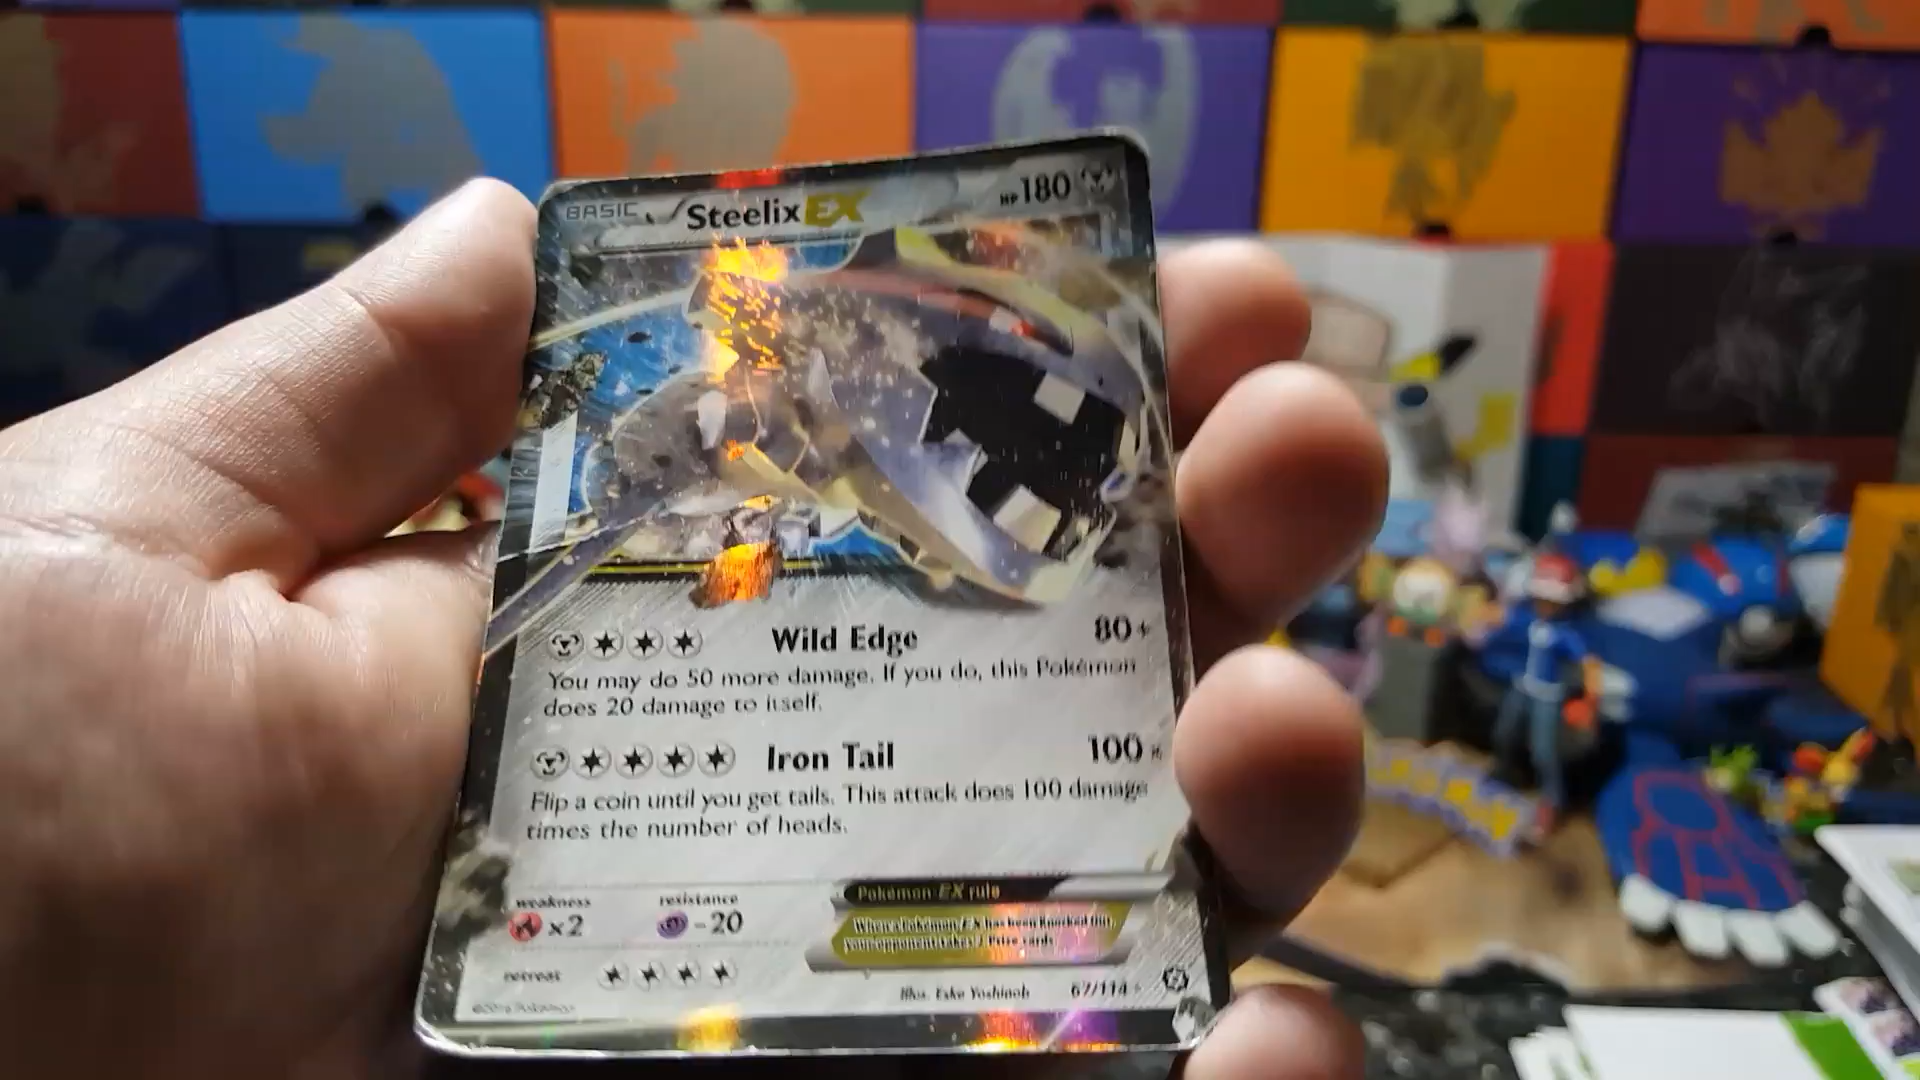 BASIC Steelix EX HP 180
Wild Edge 80+
You may do 50 more damage. If you do, this Pokémon
does 20 damage to itself.
Iron Tail 100×
Flip a coin until you get tails. This attack does 100 damage
times the number of heads.
weakness resistance
×2 -20
Pokémon EX rule
When a Pokémon-EX has been Knocked Out,
your opponent takes 2 Prize cards.
retreat
Illus. Eske Yoshinob 67/114
©2016 Pokémon